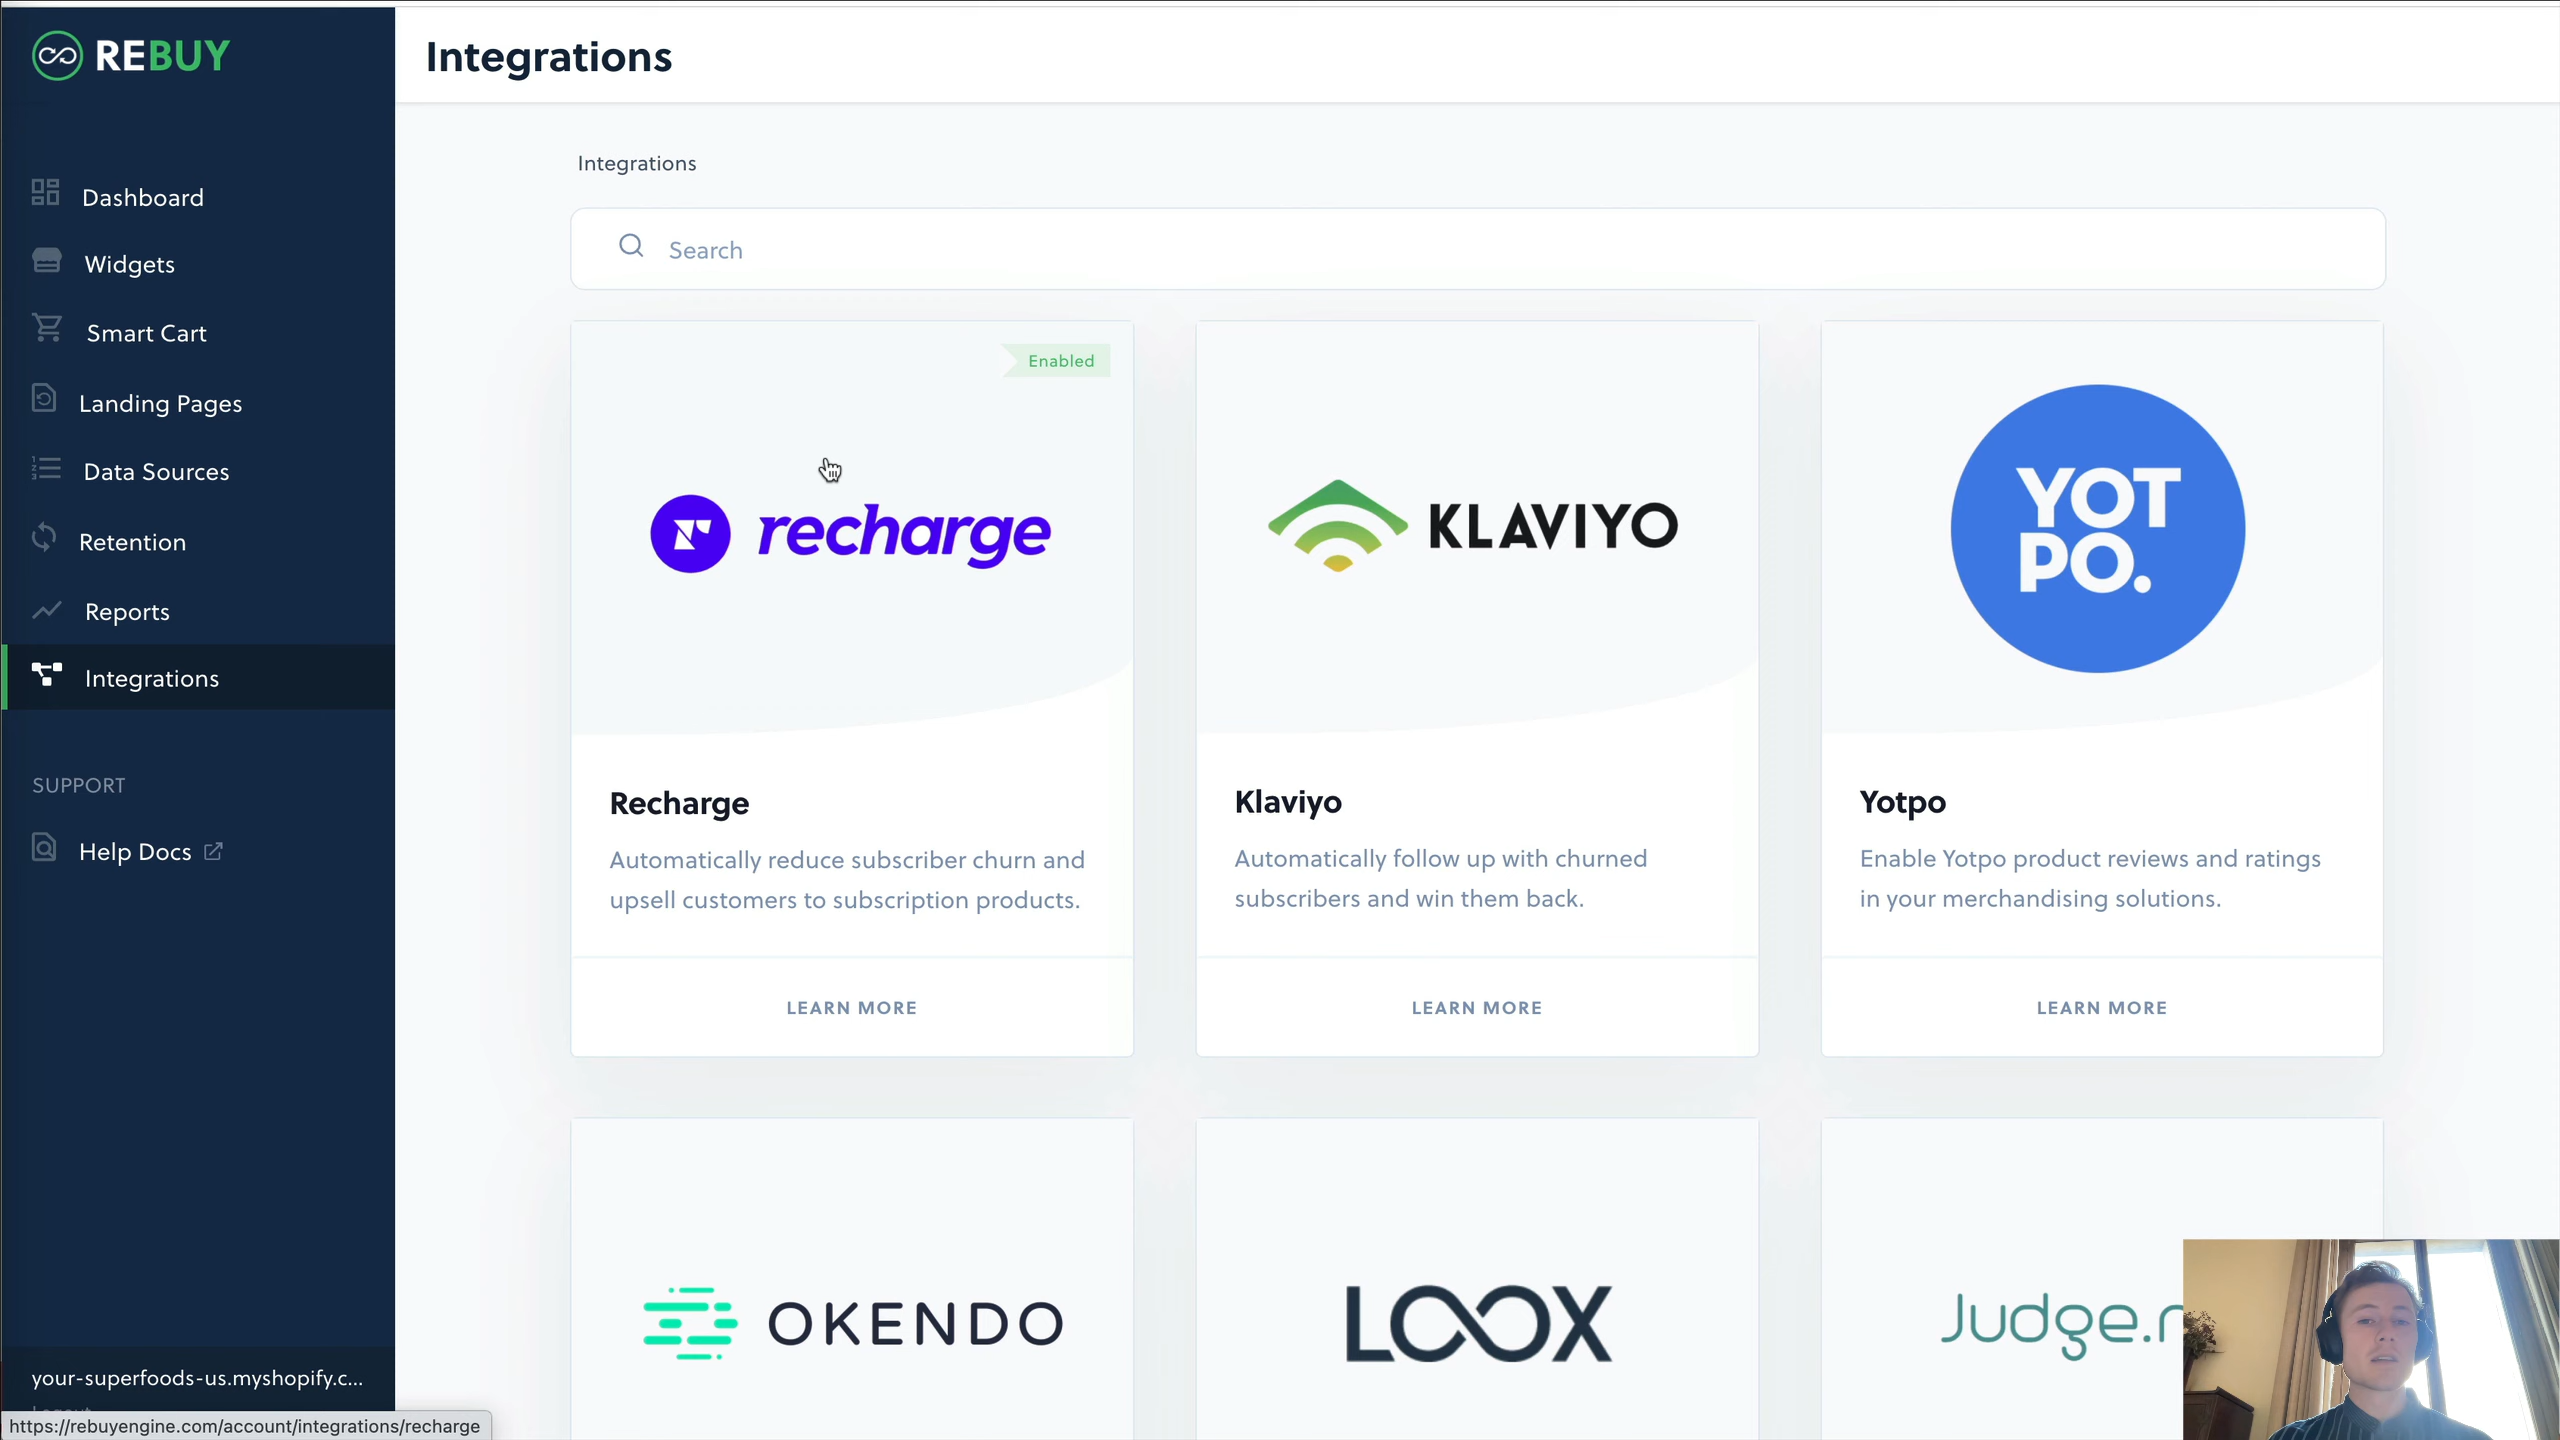 REBUY
Integrations
Dashboard
Widgets
Smart Cart
Landing Pages
Data Sources
Retention
Reports
Integrations
SUPPORT
Help Docs
your-superfoods-us.myshopify.c...
https://rebuyengine.com/account/integrations/recharge
Integrations
Search
Enabled
recharge
Recharge
Automatically reduce subscriber churn and
upsell customers to subscription products.
LEARN MORE
KLAVIYO
Klaviyo
Automatically follow up with churned
subscribers and win them back.
LEARN MORE
YOT
PO.
Yotpo
Enable Yotpo product reviews and ratings
in your merchandising solutions.
LEARN MORE
OKENDO
LOOX
Judge.